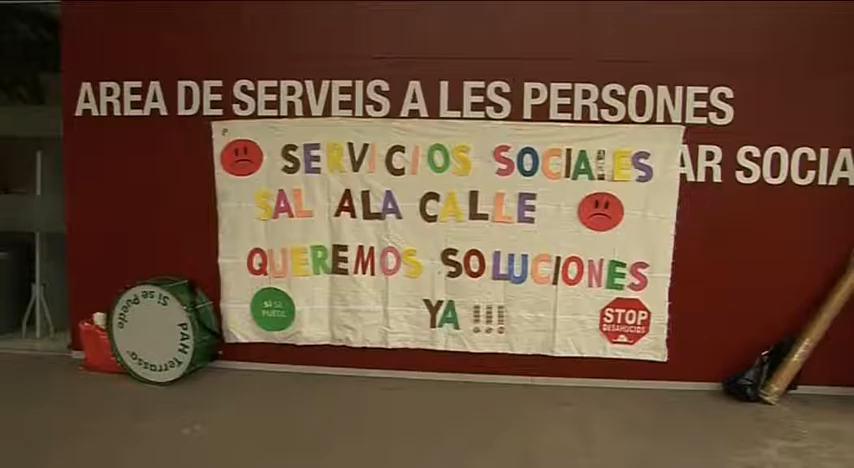 AREA DE SERVEIS A LES PERSONES
AR SOCIA
SERVICIOS SOCIALES
SAL ALA CALLE
QUEREMOS SOLUCIONES
YA !!!
SÍ SE
PUEDE
STOP
DESAHUCIOS
Si se Puede
PAH
Terrassa